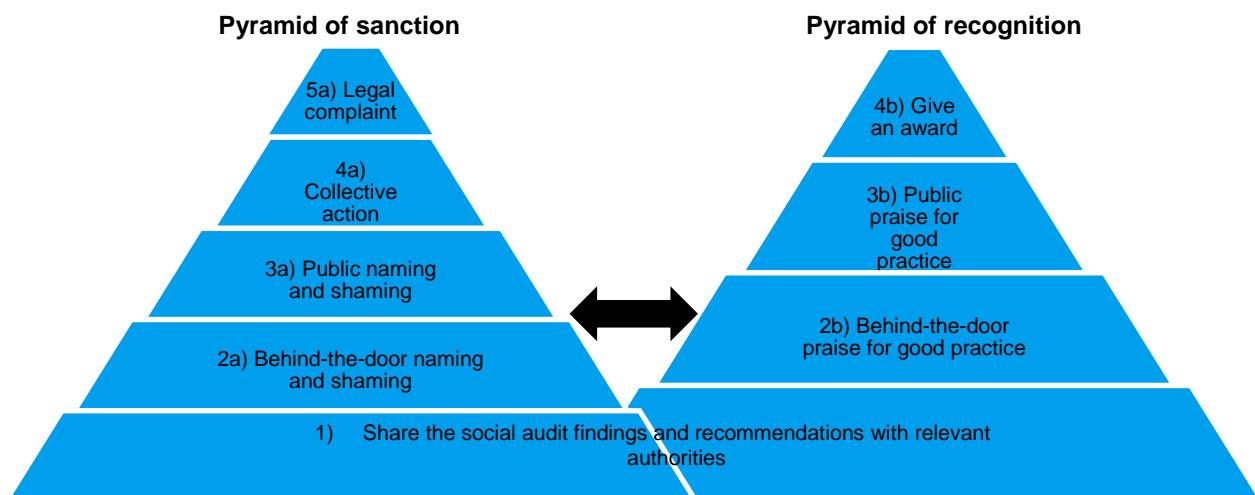 Pyramid of sanction
5a) Legal
complaint
4a)
Collective
action
3a) Public naming
and shaming
2a) Behind-the-door naming
and shaming
Pyramid of recognition
4b) Give
an award
3b) Public
praise for
good
practice
2b) Behind-the-door
praise for good practice
1) Share the social audit findings and recommendations with relevant
authorities